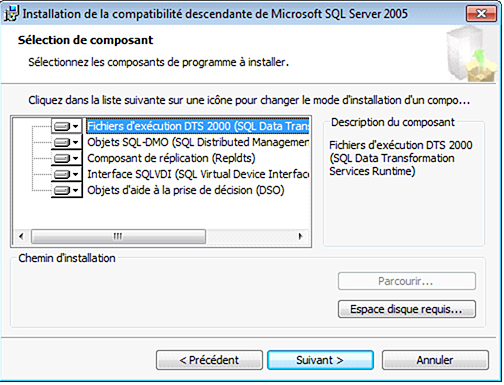 Installation de la compatibilité descendante de Microsoft SQL Server 2005
Sélection de composant
Sélectionnez les composants de programme à installer.
Cliquez dans la liste suivante sur une icône pour changer le mode d'installation d'un compo...
Fichiers d'exécution DTS 2000 (SQL Data Tran
Objets SQL-DMO (SQL Distributed Managemen
Composant de réplication (Repldts)
Interface SQLVDI (SQL Virtual Device Interface
Objets d'aide à la prise de décision (DSO)
Description du composant
Fichiers d'exécution DTS 2000
(SQL Data Transformation
Services Runtime)
Chemin d'installation
Parcourir...
Espace disque requis...
< Précédent
Suivant >
Annuler